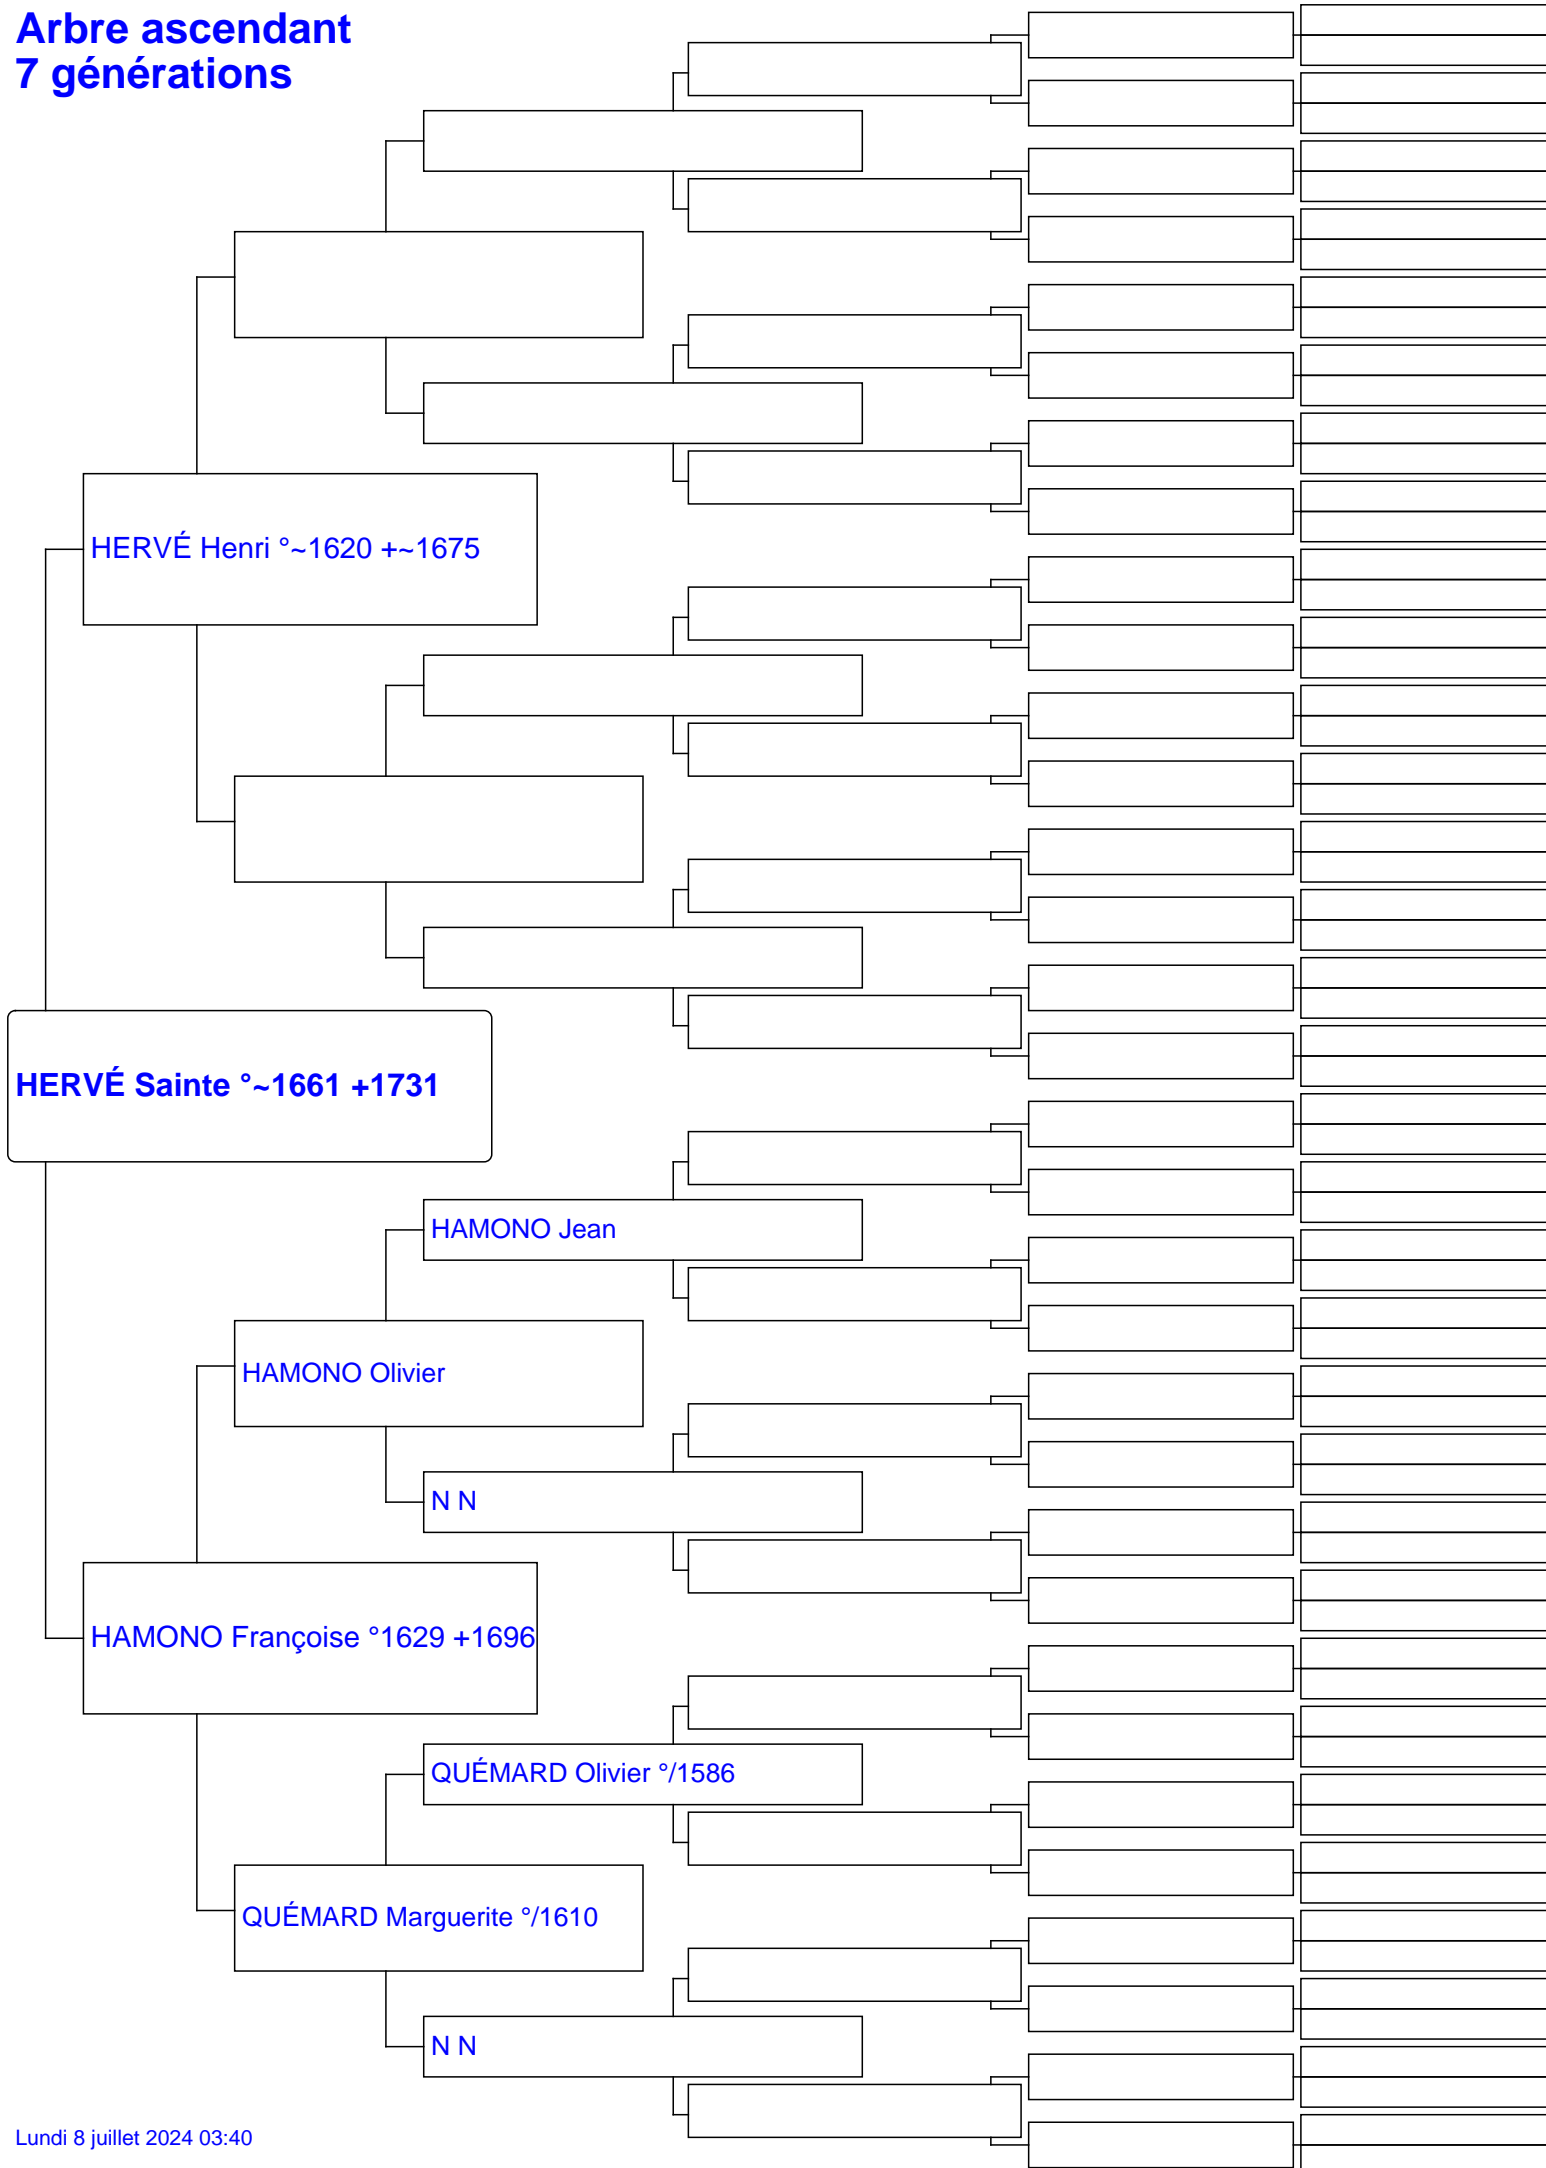 Arbre ascendant
7 générations
HERVÉ Henri °~1620 +~1675
HERVÉ Sainte °~1661 +1731
HAMONO Jean
HAMONO Olivier
N N
HAMONO Françoise °1629 +1696
QUÉMARD Olivier °/1586
QUÉMARD Marguerite °/1610
N N
Lundi 8 juillet 2024 03:40